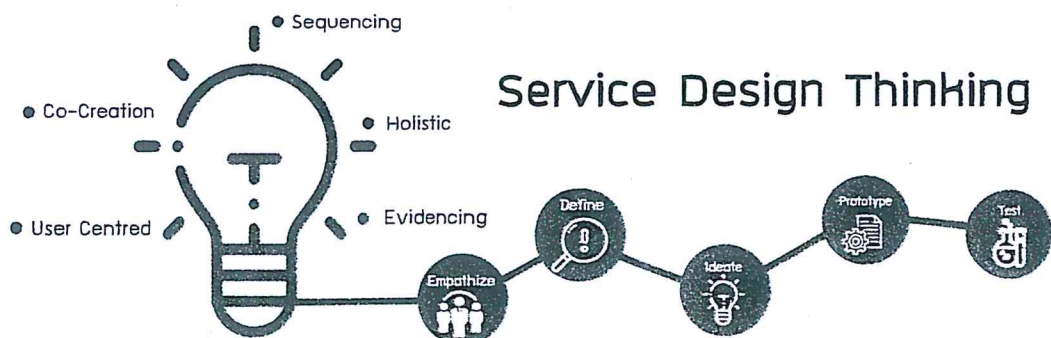 Sequencing
Co-Creation
Holistic
User Centred
Evidencing
Service Design Thinking
Empathize
Define
Ideate
Prototype
Test